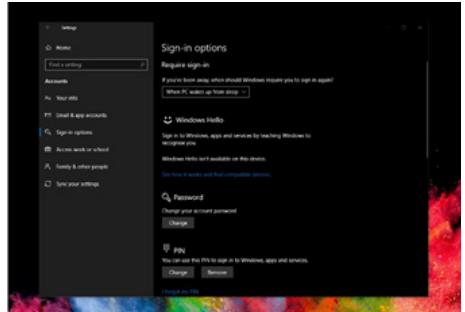 Settings
Home
Find a setting
Accounts
Your info
Email & app accounts
Sign-in options
Access work or school
Family & other people
Sync your settings
Sign-in options
Require sign-in
If you've been away, when should Windows require you to sign in again?
When PC wakes up from sleep
Windows Hello
Sign in to Windows, apps and services by teaching Windows to
recognise you.
Windows Hello isn't available on this device.
See how it works and find compatible devices.
Password
Change your account password
Change
PIN
You can use this PIN to sign in to Windows, apps and services.
Change Remove
I forgot my PIN